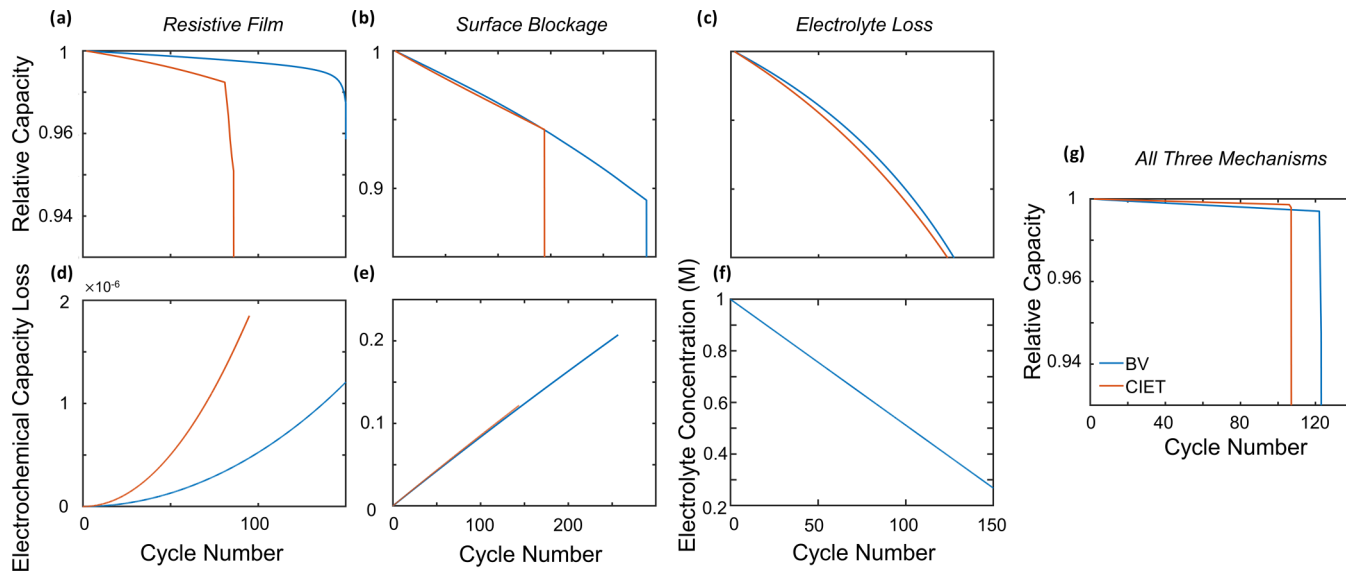 (a) Resistive Film
(b) Surface Blockage
(c) Electrolyte Loss
Relative Capacity
1
0.96
0.94
1
0.9
1
(d)
Electrochemical Capacity Loss
×10-6
2
1
0
0 100
Cycle Number
(e)
0.2
0.1
0
0 100 200
Cycle Number
(f)
Electrolyte Concentration (M)
1
0.8
0.6
0.4
0.2
0 50 100 150
Cycle Number
(g) All Three Mechanisms
Relative Capacity
1
0.96
0.94
BV
CIET
0 40 80 120
Cycle Number